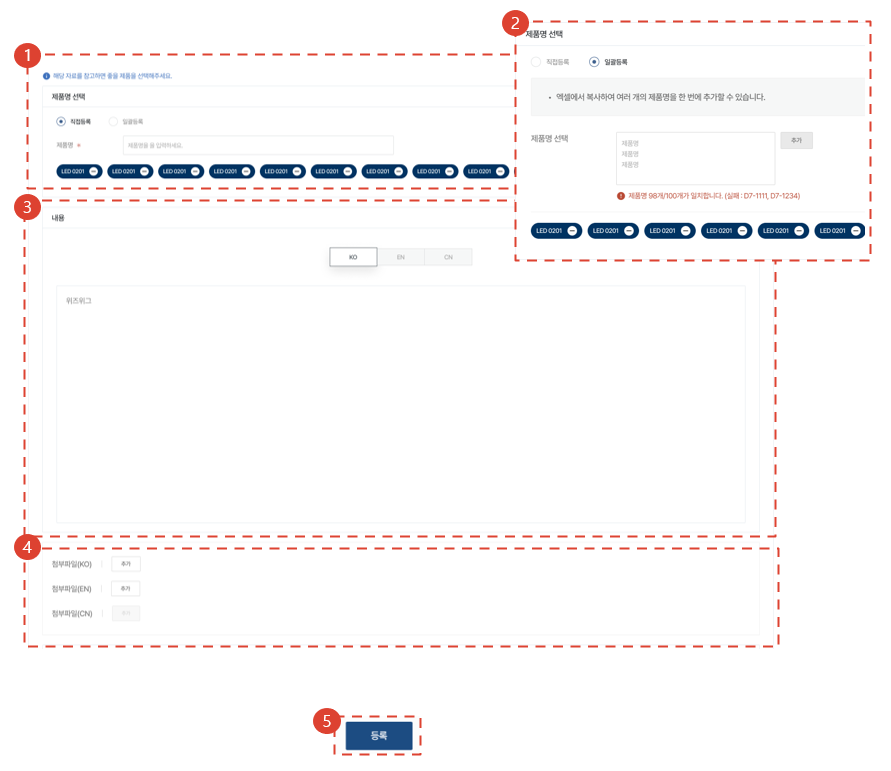 1
해당 자료를 참고하면 좋을 제품을 선택해주세요.
제품명 선택
직접등록 일괄등록
제품명 * 제품명을 을 입력하세요.
LED 0201 LED 0201 LED 0201 LED 0201 LED 0201 LED 0201 LED 0201 LED 0201 LED 0201
2
제품명 선택
직접등록 일괄등록
• 엑셀에서 복사하여 여러 개의 제품명을 한 번에 추가할 수 있습니다.
제품명 선택
제품명
제품명
제품명
추가
제품명 98개/100개가 일치합니다. (실패 : D7-1111, D7-1234)
LED 0201 LED 0201 LED 0201 LED 0201 LED 0201 LED 0201
3
내용
KO EN CN
위즈위그
4
첨부파일(KO) 추가
첨부파일(EN) 추가
첨부파일(CN)
5
등록